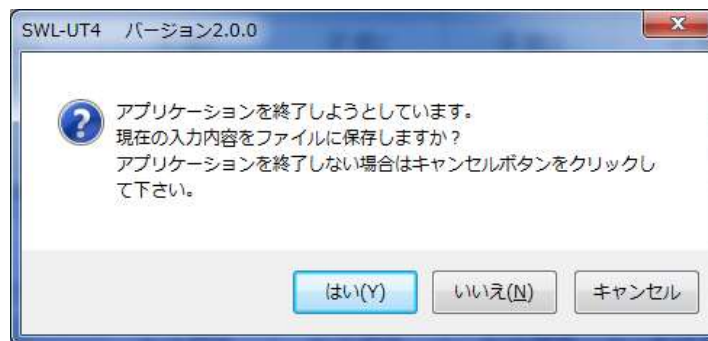 SWL-UT4 バージョン2.0.0
アプリケーションを終了しようとしています。
現在の入力内容をファイルに保存しますか？
アプリケーションを終了しない場合はキャンセルボタンをクリックし
て下さい。
はい(Y) いいえ(N) キャンセル